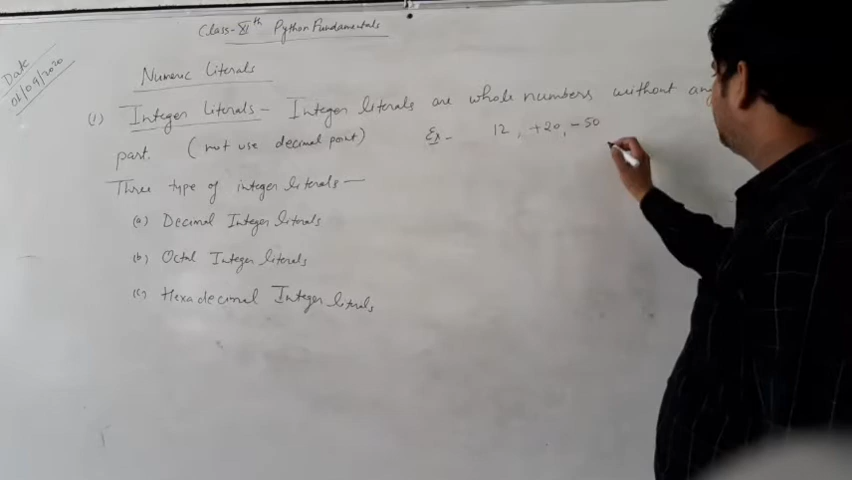 Class-XIth Python Fundamentals
Date
01/09/2020
Numeric Literals
(1) Integer Literals - Integer literals are whole numbers without any
part. (not use decimal point) Ex- 12, +20, -50
Three type of integer literals —
(a) Decimal Integer literals
(b) Octal Integer literals
(c) Hexadecimal Integer literals